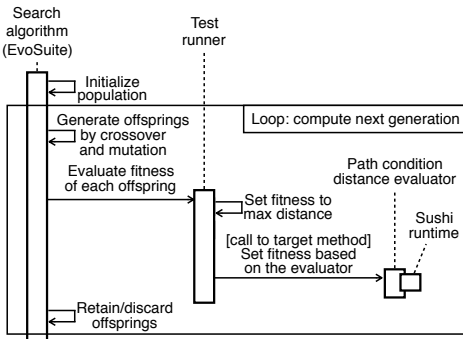 Search
algorithm
(EvoSuite)
Test
runner
Initialize
population
Loop: compute next generation
Generate offsprings
by crossover
and mutation
Evaluate fitness
of each offspring
Path condition
distance evaluator
Set fitness to
max distance
Sushi
runtime
[call to target method]
Set fitness based
on the evaluator
Retain/discard
offsprings